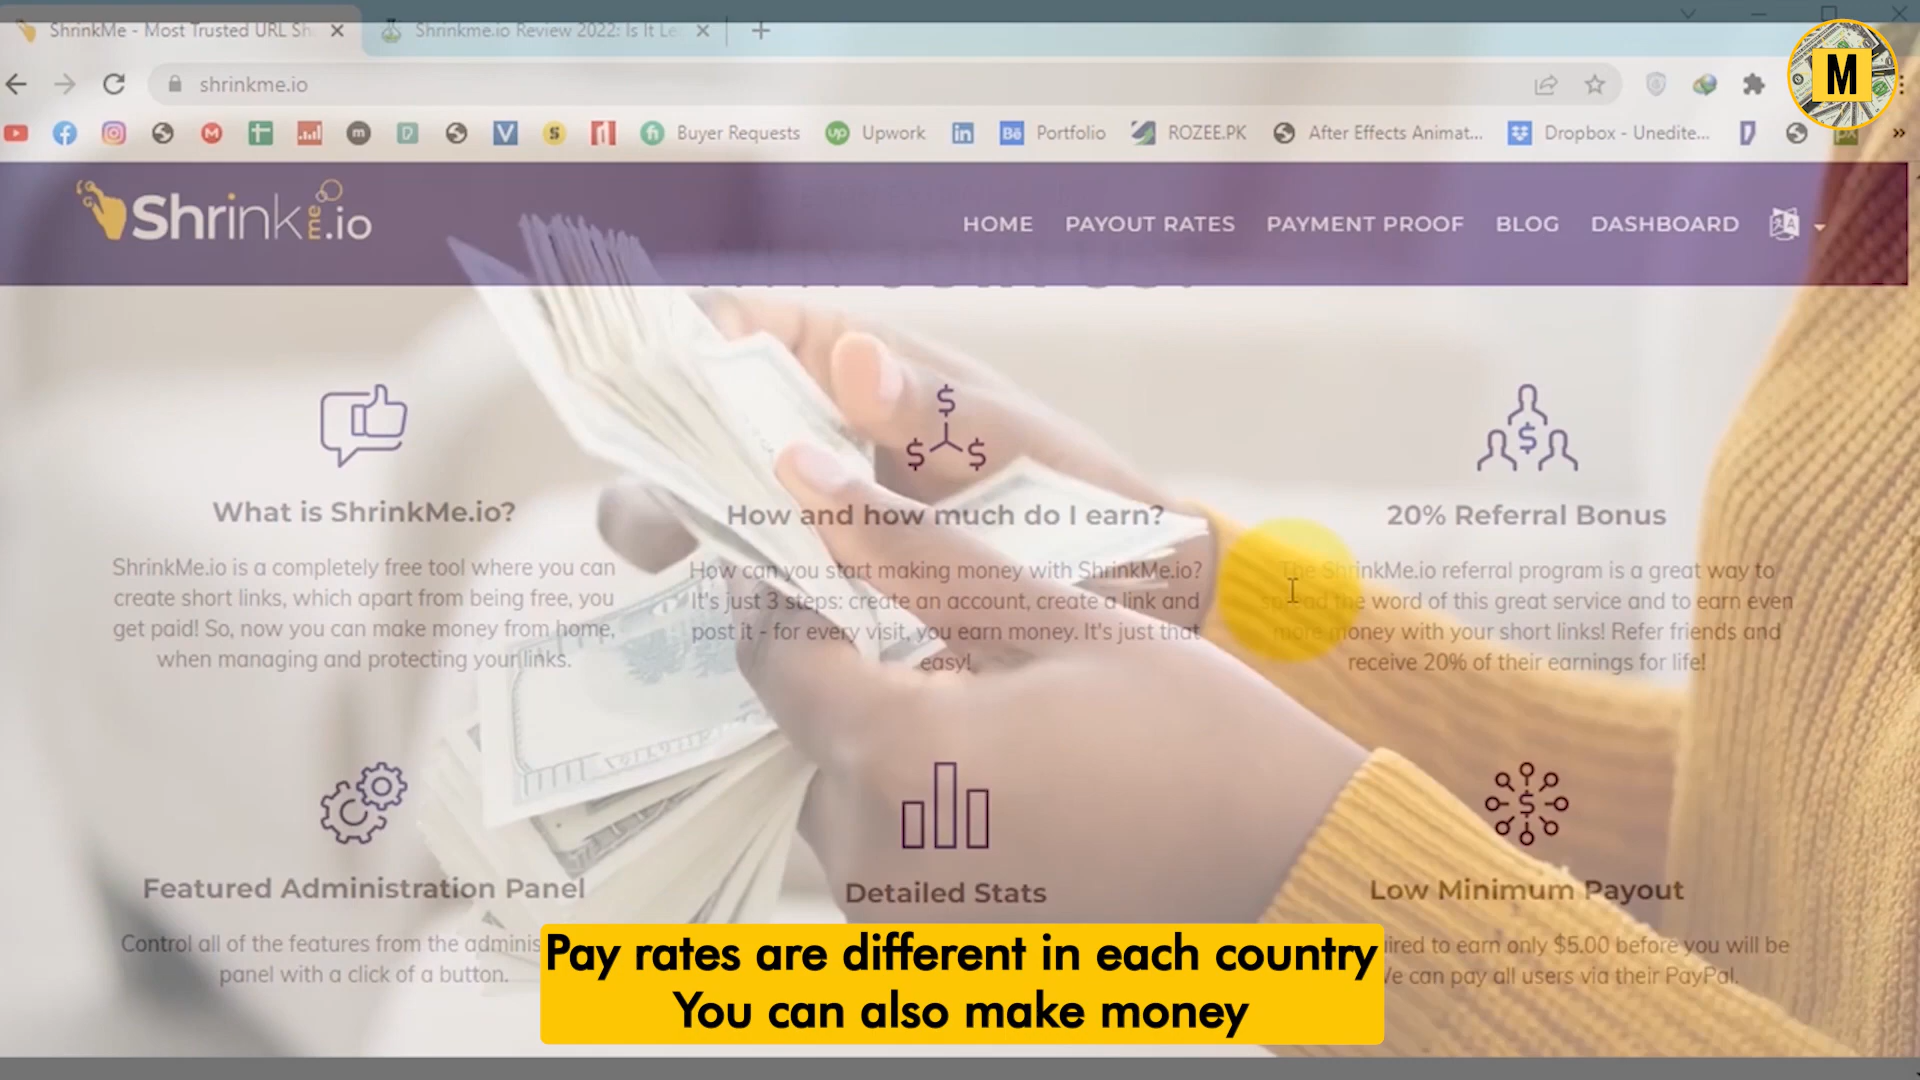 ShrinkMe - Most Trusted URL Sh
Shrinkme.io Review 2022: Is It Le
shrinkme.io
M
Buyer Requests
Upwork
Portfolio
ROZEE.PK
After Effects Animat...
Dropbox - Unedite...
Shrinkme.io
HOME PAYOUT RATES PAYMENT PROOF BLOG DASHBOARD
What is ShrinkMe.io?
ShrinkMe.io is a completely free tool where you can
create short links, which apart from being free, you
get paid! So, now you can make money from home,
when managing and protecting your links.
How and how much do I earn?
How can you start making money with ShrinkMe.io?
It's just 3 steps: create an account, create a link and
post it - for every visit, you earn money. It's just that
easy!
20% Referral Bonus
The ShrinkMe.io referral program is a great way to
spread the word of this great service and to earn even
more money with your short links! Refer friends and
receive 20% of their earnings for life!
Featured Administration Panel
Control all of the features from the adminis
panel with a click of a button.
Detailed Stats
Low Minimum Payout
ired to earn only $5.00 before you will be
We can pay all users via their PayPal.
Pay rates are different in each country
You can also make money